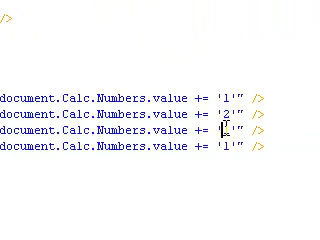 />
document.Calc.Numbers.value += '1'" />
document.Calc.Numbers.value += '2'" />
document.Calc.Numbers.value += '" />
document.Calc.Numbers.value += '1'" />